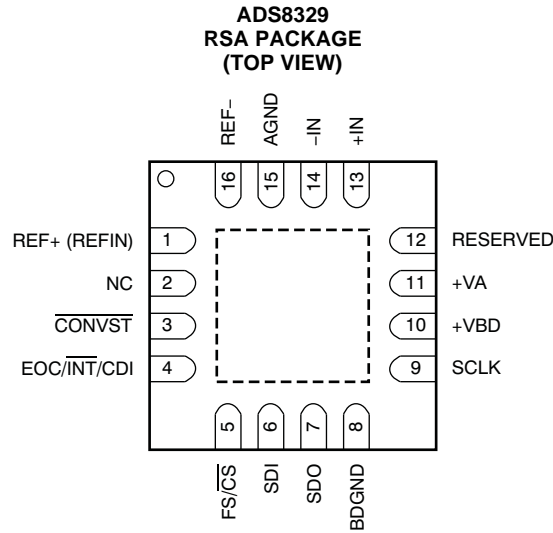 ADS8329
RSA PACKAGE
(TOP VIEW)
REF–
AGND
–IN
+IN
16
15
14
13
REF+ (REFIN) 1
NC 2
CONVST 3
EOC/INT/CDI 4
12 RESERVED
11 +VA
10 +VBD
9 SCLK
5
6
7
8
FS/CS
SDI
SDO
BDGND